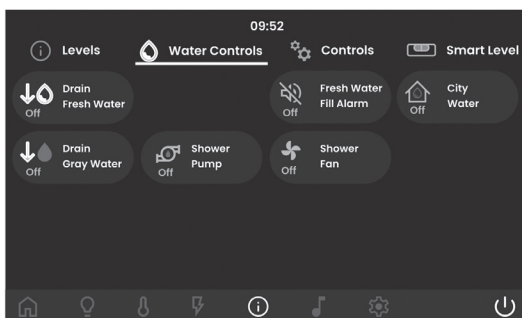 09:52
Levels
Water Controls
Controls
Smart Level
Drain
Fresh Water
Off
Fresh Water
Fill Alarm
Off
City
Water
Off
Drain
Gray Water
Off
Shower
Pump
Off
Shower
Fan
Off